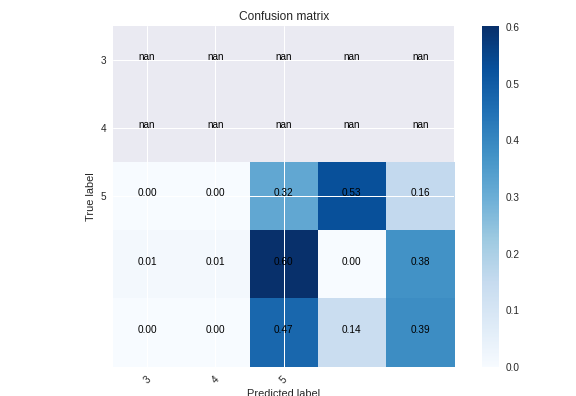 Confusion matrix
3 nan nan nan nan nan
4 nan nan nan nan nan
5 0.00 0.00 0.32 0.53 0.16
0.01 0.01 0.60 0.00 0.38
0.00 0.00 0.47 0.14 0.39
3 4 5
True label
Predicted label
0.6
0.5
0.4
0.3
0.2
0.1
0.0